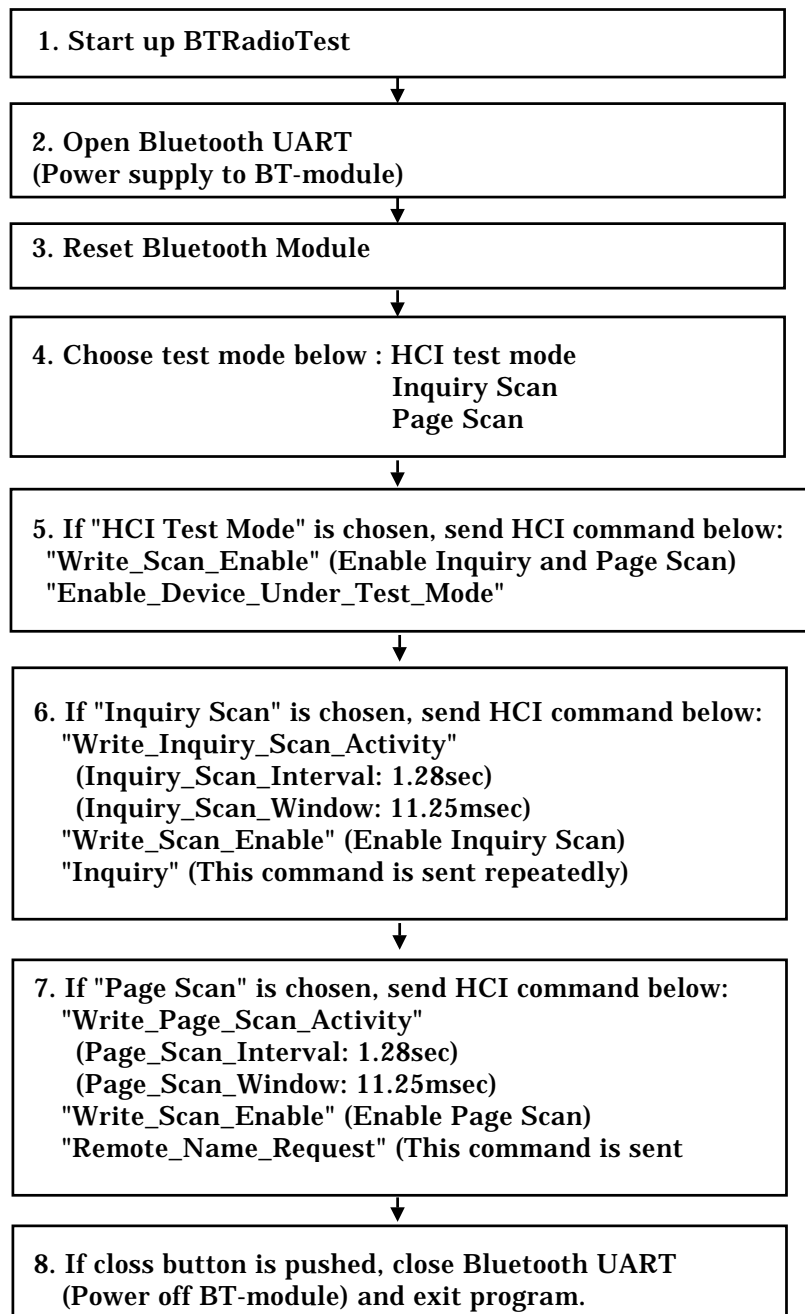 1. Start up BTRadioTest
2. Open Bluetooth UART
(Power supply to BT-module)
3. Reset Bluetooth Module
4. Choose test mode below : HCI test mode
Inquiry Scan
Page Scan
5. If "HCI Test Mode" is chosen, send HCI command below:
"Write_Scan_Enable" (Enable Inquiry and Page Scan)
"Enable_Device_Under_Test_Mode"
6. If "Inquiry Scan" is chosen, send HCI command below:
"Write_Inquiry_Scan_Activity"
(Inquiry_Scan_Interval: 1.28sec)
(Inquiry_Scan_Window: 11.25msec)
"Write_Scan_Enable" (Enable Inquiry Scan)
"Inquiry" (This command is sent repeatedly)
7. If "Page Scan" is chosen, send HCI command below:
"Write_Page_Scan_Activity"
(Page_Scan_Interval: 1.28sec)
(Page_Scan_Window: 11.25msec)
"Write_Scan_Enable" (Enable Page Scan)
"Remote_Name_Request" (This command is sent
8. If closs button is pushed, close Bluetooth UART
(Power off BT-module) and exit program.